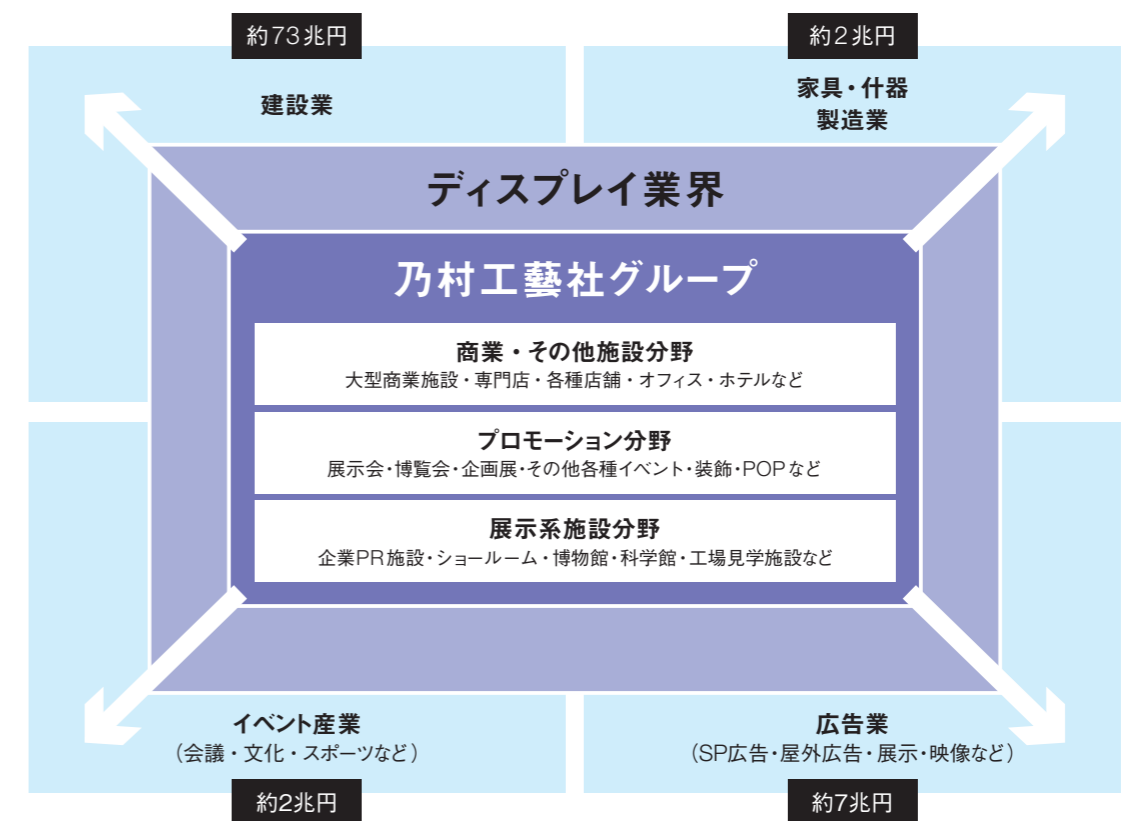 約73兆円
約2兆円
建設業
家具・什器
製造業
ディスプレイ業界
乃村工藝社グループ
商業・その他施設分野
大型商業施設・専門店・各種店舗・オフィス・ホテルなど
プロモーション分野
展示会・博覧会・企画展・その他各種イベント・装飾・POPなど
展示系施設分野
企業PR施設・ショールーム・博物館・科学館・工場見学施設など
イベント産業
（会議・文化・スポーツなど）
広告業
（SP広告・屋外広告・展示・映像など）
約2兆円
約7兆円